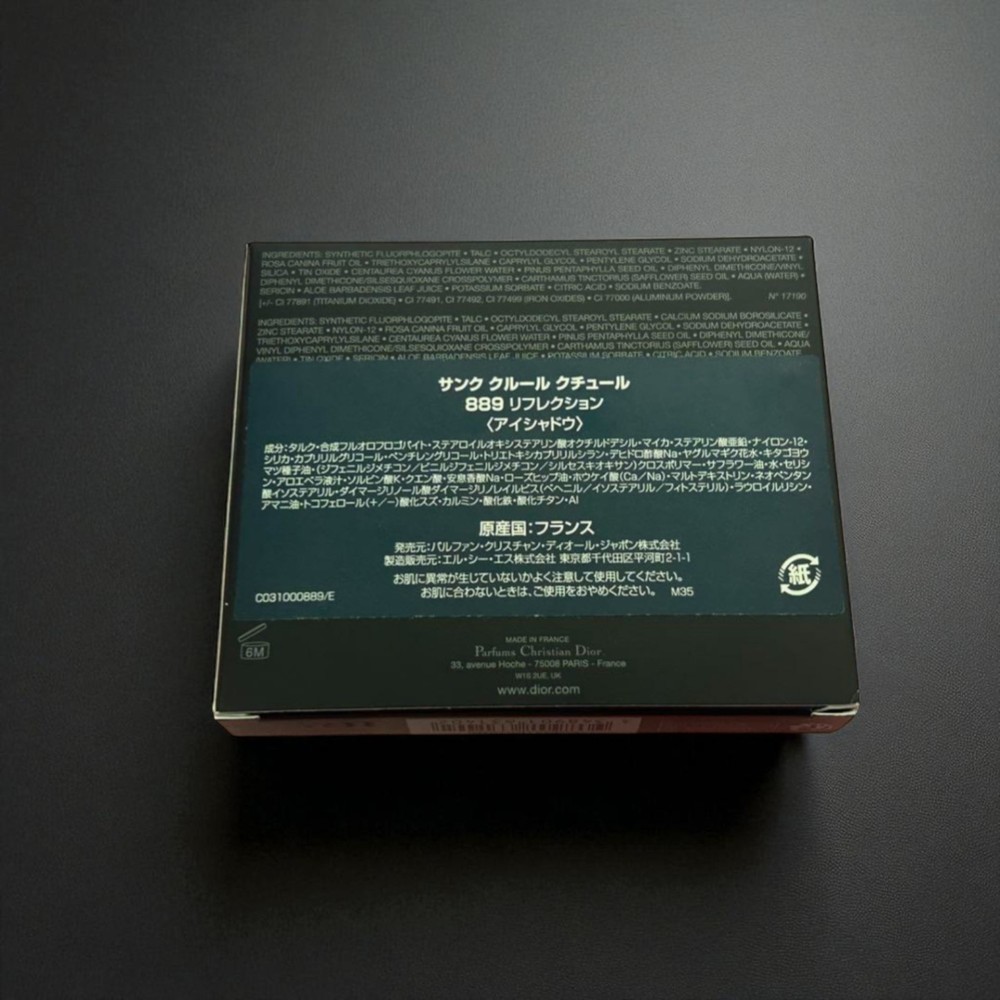 INGREDIENTS: SYNTHETIC FLUORPHLOGOPITE • TALC • OCTYLDODECYL STEAROYL STEARATE • ZINC STEARATE • NYLON-12 •
ROSA CANINA FRUIT OIL • TRIETHOXYCAPRYLYLSILANE • CAPRYLYL GLYCOL • PENTYLENE GLYCOL • SODIUM DEHYDROACETATE •
SILICA • TIN OXIDE • CENTAUREA CYANUS FLOWER WATER • PINUS PENTAPHYLLA SEED OIL • DIPHENYL DIMETHICONE/VINYL
DIPHENYL DIMETHICONE/SILSESQUIOXANE CROSSPOLYMER • CARTHAMUS TINCTORIUS (SAFFLOWER) SEED OIL • AQUA (WATER) •
SERICIN • ALOE BARBADENSIS LEAF JUICE • POTASSIUM SORBATE • CITRIC ACID • SODIUM BENZOATE.
[+/- CI 77891 (TITANIUM DIOXIDE) • CI 77491, CI 77492, CI 77499 (IRON OXIDES) • CI 77000 (ALUMINUM POWDER)]. N° 17190
INGREDIENTS: SYNTHETIC FLUORPHLOGOPITE • TALC • OCTYLDODECYL STEAROYL STEARATE • CALCIUM SODIUM BOROSILICATE •
ZINC STEARATE • NYLON-12 • ROSA CANINA FRUIT OIL • CAPRYLYL GLYCOL • PENTYLENE GLYCOL • SODIUM DEHYDROACETATE •
TRIETHOXYCAPRYLYLSILANE • CENTAUREA CYANUS FLOWER WATER • PINUS PENTAPHYLLA SEED OIL • DIPHENYL DIMETHICONE/
VINYL DIPHENYL DIMETHICONE/SILSESQUIOXANE CROSSPOLYMER • CARTHAMUS TINCTORIUS (SAFFLOWER) SEED OIL • AQUA
(WATER) • TIN OXIDE • SERICIN • ALOE BARBADENSIS LEAF JUICE • POTASSIUM SORBATE • CITRIC ACID • SODIUM BENZOATE
サンク クルール クチュール
889 リフレクション
〈アイシャドウ〉
成分:タルク・合成フルオロフロゴパイト・ステアロイルオキシステアリン酸オクチルドデシル・マイカ・ステアリン酸亜鉛・ナイロン-12・
シリカ・カプリリルグリコール・ペンチレングリコール・トリエトキシカプリリルシラン・デヒドロ酢酸Na・ヤグルマギク花水・キタゴヨウ
マツ種子油・(ジフェニルジメチコン/ビニルジフェニルジメチコン/シルセスキオキサン)クロスポリマー・サフラワー油・水・セリシ
ン・アロエベラ液汁・ソルビン酸K・クエン酸・安息香酸Na・ローズヒップ油・ホウケイ酸(Ca/Na)・マルトデキストリン・ネオペンタン
酸イソステアリル・ダイマージリノール酸ダイマージリノレイルビス(ベヘニル/イソステアリル/フィトステリル)・ラウロイルリシン・
アマニ油・トコフェロール(+/−)酸化スズ・カルミン・酸化鉄・酸化チタン・Al
原産国:フランス
発売元:パルファン・クリスチャン・ディオール・ジャポン株式会社
製造販売元:エル・シー・エス株式会社 東京都千代田区平河町2-1-1
お肌に異常が生じていないかよく注意して使用してください。
お肌に合わないときは、ご使用をおやめください。 M35
C031000889/E
紙
6M
MADE IN FRANCE
Parfums Christian Dior
33, avenue Hoche - 75008 PARIS - France
W1S 2UE, UK
www.dior.com